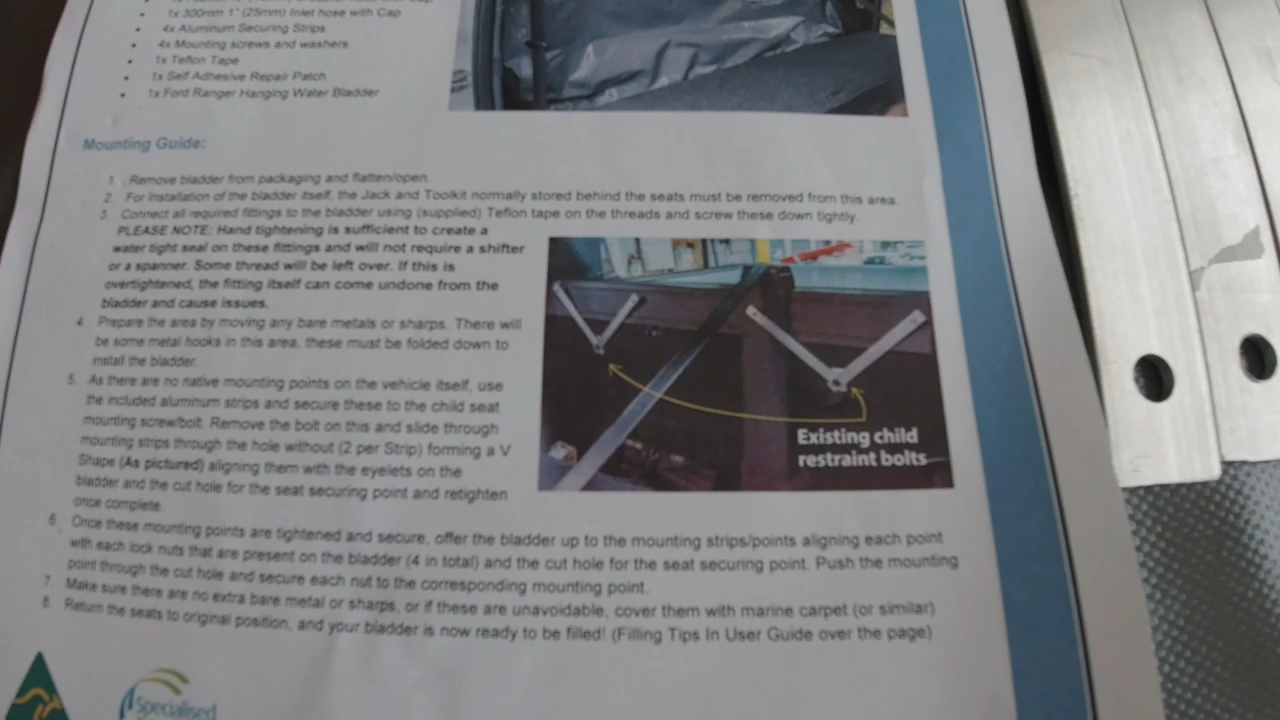 1x 300mm 1" (25mm) Inlet hose with Cap
4x Aluminum Securing Strips
4x Mounting screws and washers
1x Teflon Tape
1x Self Adhesive Repair Patch
1x Ford Ranger Hanging Water Bladder
Mounting Guide:
1. Remove bladder from packaging and flatten/open.
2. For Installation of the bladder itself, the Jack and Toolkit normally stored behind the seats must be removed from this area.
3. Connect all required fittings to the bladder using (supplied) Teflon tape on the threads and screw these down tightly.
PLEASE NOTE: Hand tightening is sufficient to create a
water tight seal on these fittings and will not require a shifter
or a spanner. Some thread will be left over. If this is
overtightened, the fitting itself can come undone from the
bladder and cause issues.
4. Prepare the area by moving any bare metals or sharps. There will
be some metal hooks in this area, these must be folded down to
install the bladder.
5. As there are no native mounting points on the vehicle itself, use
the included aluminum strips and secure these to the child seat
mounting screw/bolt. Remove the bolt on this and slide through
mounting strips through the hole without (2 per Strip) forming a V
Shape (As pictured) aligning them with the eyelets on the
bladder and the cut hole for the seat securing point and retighten
once complete.
Existing child
restraint bolts
6. Once these mounting points are tightened and secure, offer the bladder up to the mounting strips/points aligning each point
with each lock nuts that are present on the bladder (4 in total) and the cut hole for the seat securing point. Push the mounting
point through the cut hole and secure each nut to the corresponding mounting point.
7. Make sure there are no extra bare metal or sharps, or if these are unavoidable, cover them with marine carpet (or similar)
8. Return the seats to original position, and your bladder is now ready to be filled! (Filling Tips In User Guide over the page)
Specialised